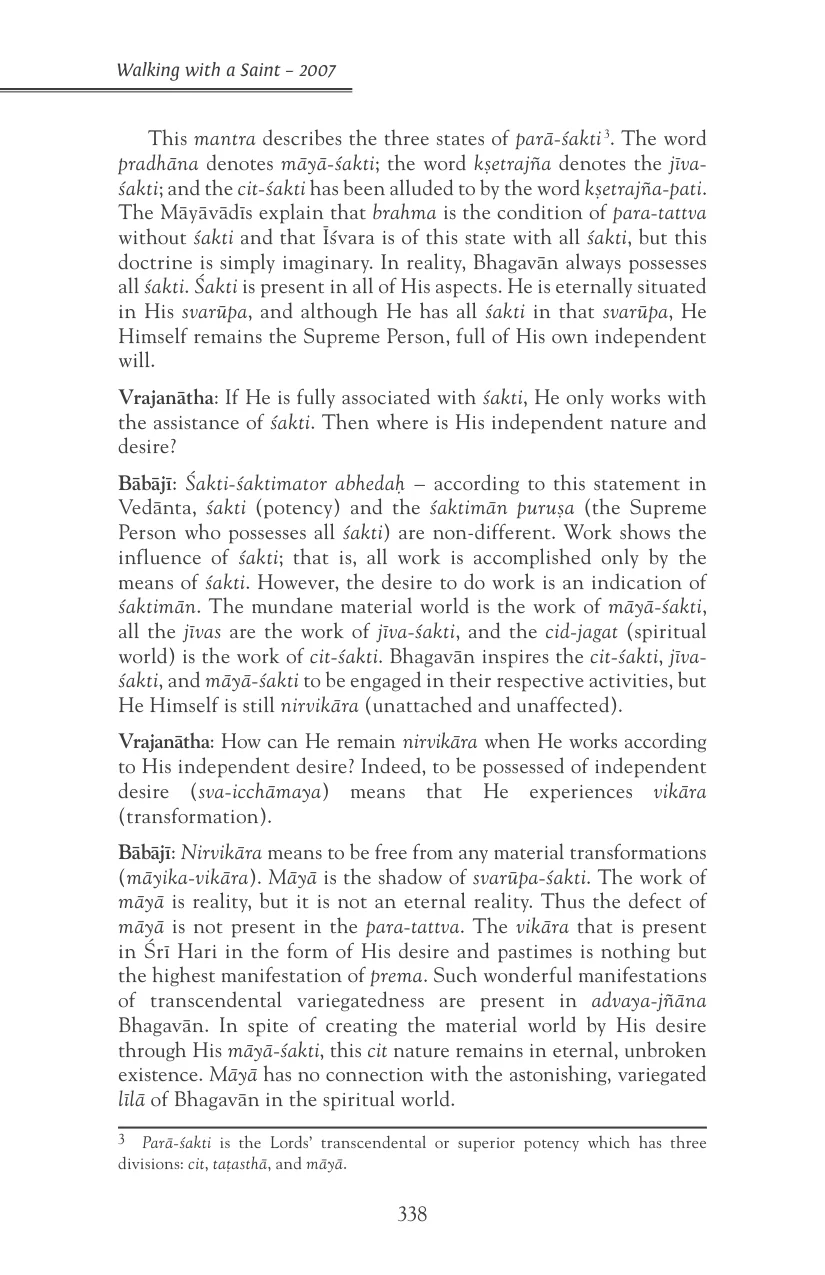 Walking with a Saint – 2007
This mantra describes the three states of parā-śakti 3. The word
pradhāna denotes māyā-śakti; the word kṣetrajña denotes the jīva-
śakti; and the cit-śakti has been alluded to by the word kṣetrajña-pati.
The Māyāvādīs explain that brahma is the condition of para-tattva
without śakti and that Īśvara is of this state with all śakti, but this
doctrine is simply imaginary. In reality, Bhagavān always possesses
all śakti. Śakti is present in all of His aspects. He is eternally situated
in His svarūpa, and although He has all śakti in that svarūpa, He
Himself remains the Supreme Person, full of His own independent
will.
Vrajanātha: If He is fully associated with śakti, He only works with
the assistance of śakti. Then where is His independent nature and
desire?
Bābājī: Śakti-śaktimator abhedaḥ – according to this statement in
Vedānta, śakti (potency) and the śaktimān puruṣa (the Supreme
Person who possesses all śakti) are non-different. Work shows the
influence of śakti; that is, all work is accomplished only by the
means of śakti. However, the desire to do work is an indication of
śaktimān. The mundane material world is the work of māyā-śakti,
all the jīvas are the work of jīva-śakti, and the cid-jagat (spiritual
world) is the work of cit-śakti. Bhagavān inspires the cit-śakti, jīva-
śakti, and māyā-śakti to be engaged in their respective activities, but
He Himself is still nirvikāra (unattached and unaffected).
Vrajanātha: How can He remain nirvikāra when He works according
to His independent desire? Indeed, to be possessed of independent
desire (sva-icchāmaya) means that He experiences vikāra
(transformation).
Bābājī: Nirvikāra means to be free from any material transformations
(māyika-vikāra). Māyā is the shadow of svarūpa-śakti. The work of
māyā is reality, but it is not an eternal reality. Thus the defect of
māyā is not present in the para-tattva. The vikāra that is present
in Śrī Hari in the form of His desire and pastimes is nothing but
the highest manifestation of prema. Such wonderful manifestations
of transcendental variegatedness are present in advaya-jñāna
Bhagavān. In spite of creating the material world by His desire
through His māyā-śakti, this cit nature remains in eternal, unbroken
existence. Māyā has no connection with the astonishing, variegated
līlā of Bhagavān in the spiritual world.
3 Parā-śakti is the Lords’ transcendental or superior potency which has three
divisions: cit, taṭasthā, and māyā.
338